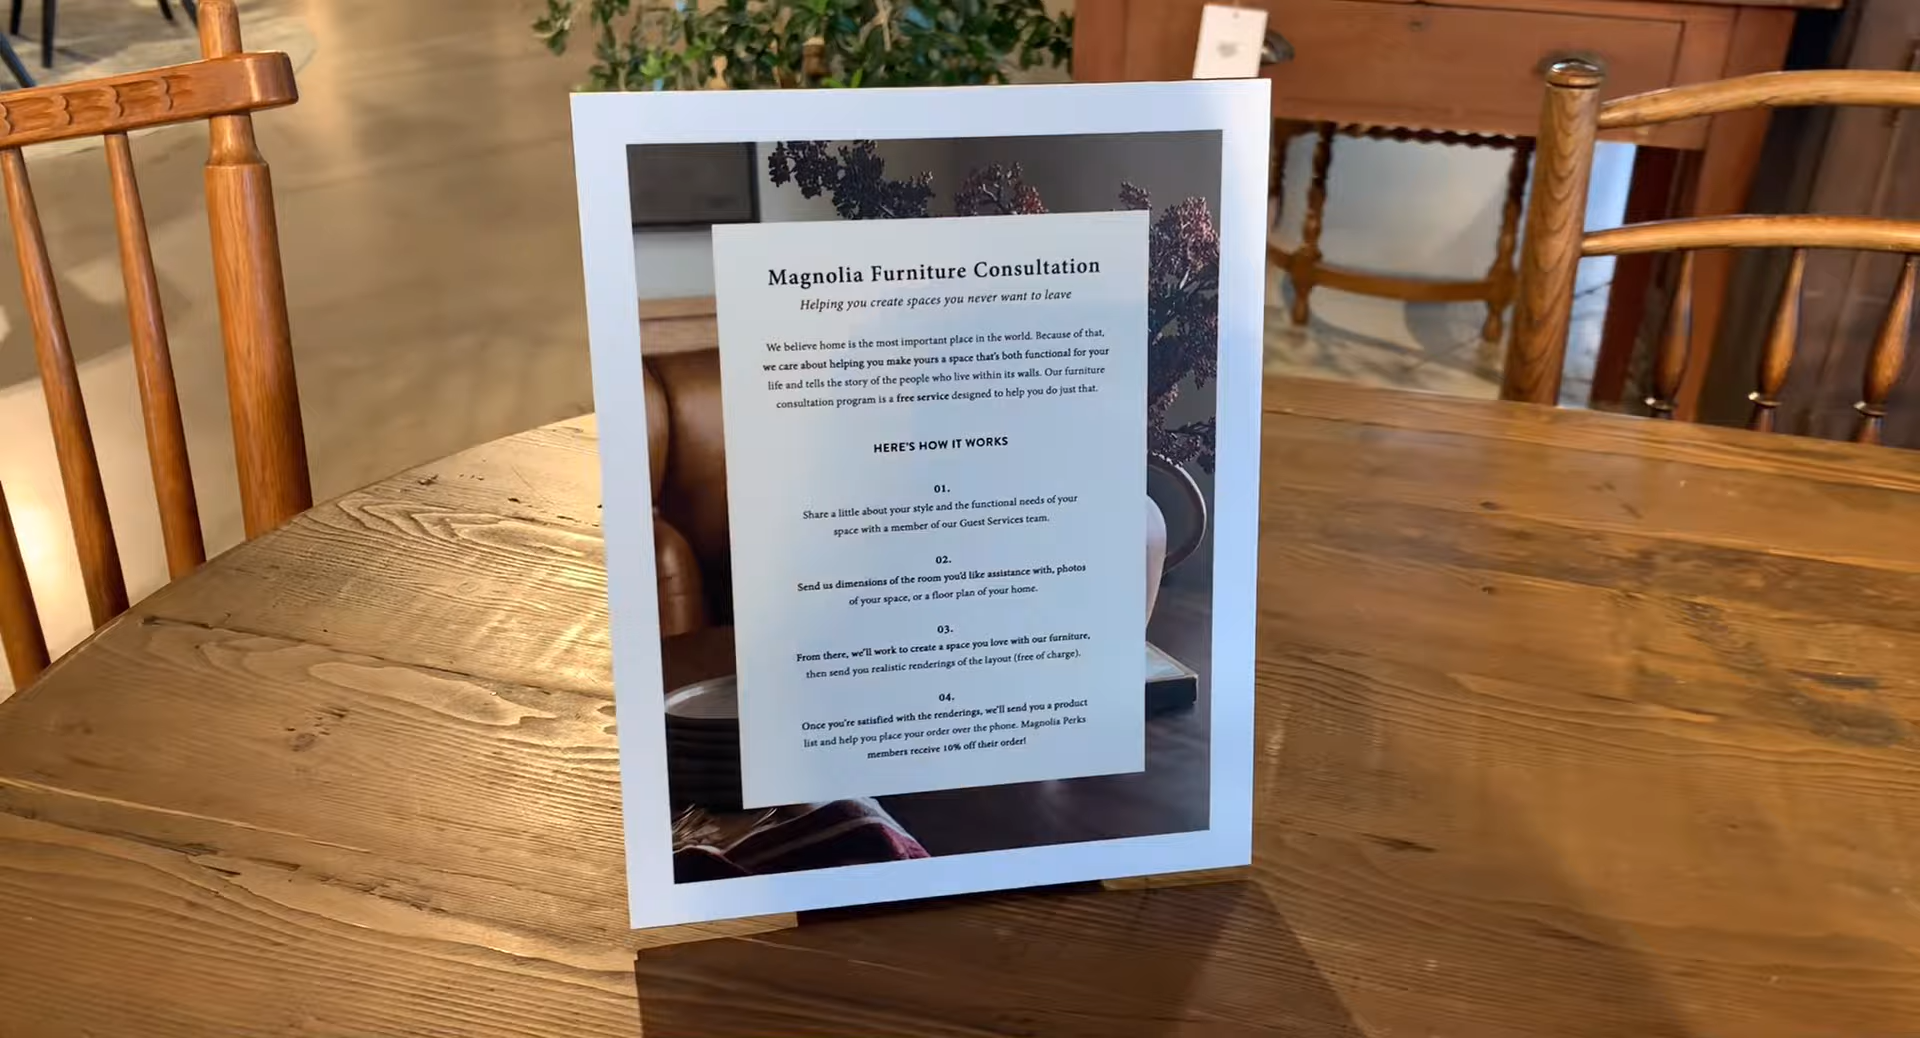 Magnolia Furniture Consultation
Helping you create spaces you never want to leave
We believe home is the most important place in the world. Because of that,
we care about helping you make yours a space that's both functional for your
life and tells the story of the people who live within its walls. Our furniture
consultation program is a free service designed to help you do just that.
HERE'S HOW IT WORKS
01.
Share a little about your style and the functional needs of your
space with a member of our Guest Services team.
02.
Send us dimensions of the room you'd like assistance with, photos
of your space, or a floor plan of your home.
03.
From there, we'll work to create a space you love with our furniture,
then send you realistic renderings of the layout (free of charge).
04.
Once you're satisfied with the renderings, we'll send you a product
list and help you place your order over the phone. Magnolia Perks
members receive 10% off their order!